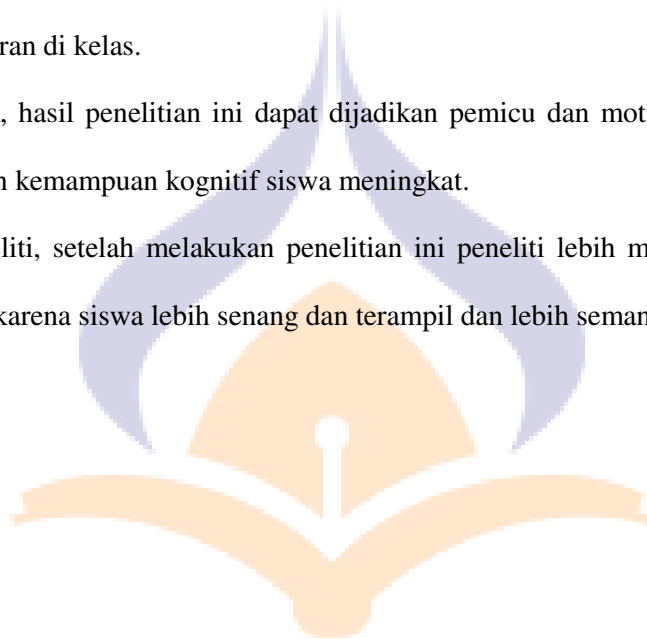 ran di kelas.
, hasil penelitian ini dapat dijadikan pemicu dan mot
n kemampuan kognitif siswa meningkat.
liti, setelah melakukan penelitian ini peneliti lebih m
karena siswa lebih senang dan terampil dan lebih seman